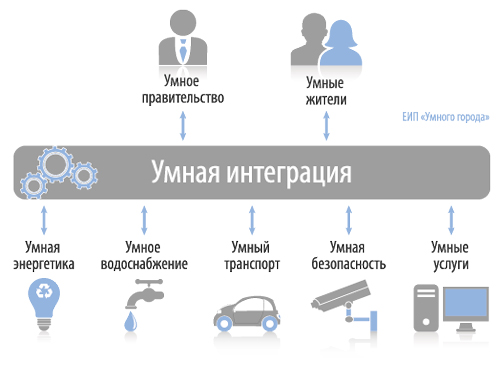 Умное
правительство
Умные
жители
ЕИП «Умного города»
Умная интеграция
Умная
энергетика
Умное
водоснабжение
Умный
транспорт
Умная
безопасность
Умные
услуги